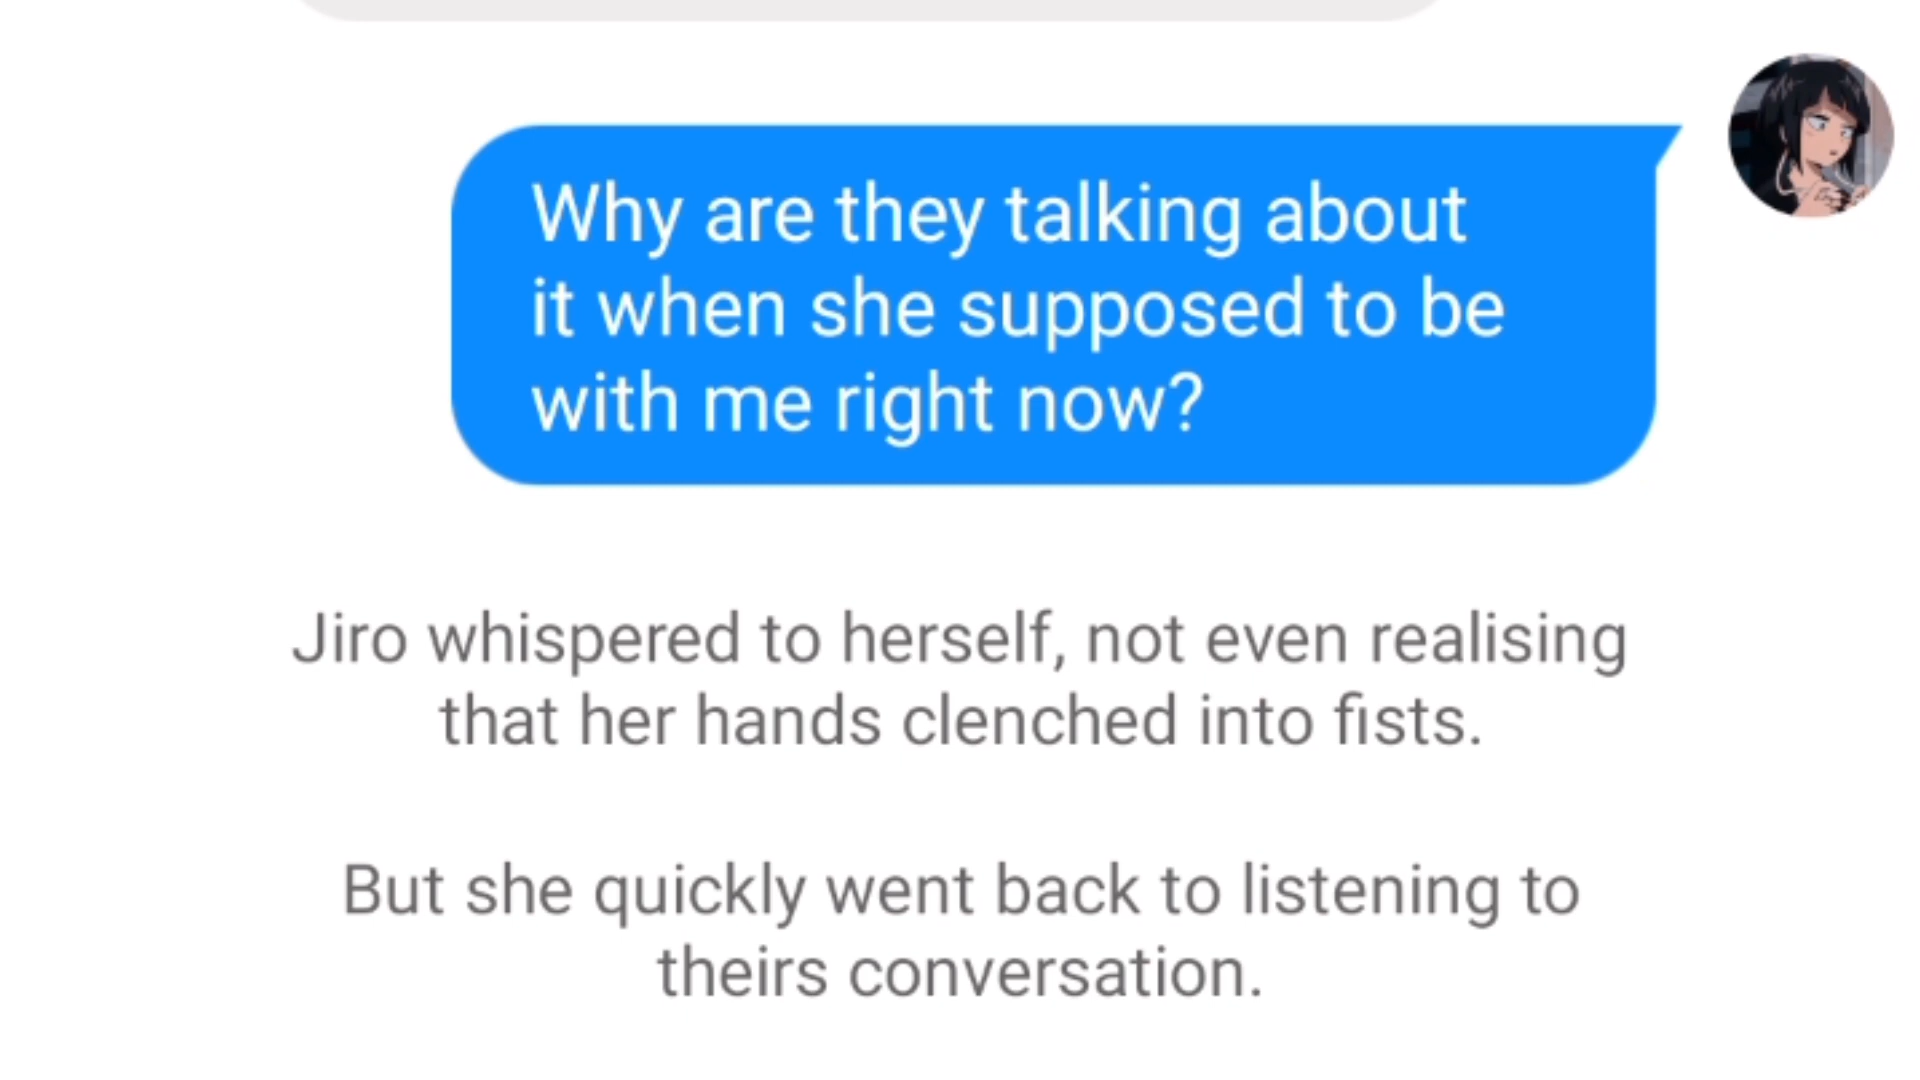 Why are they talking about
it when she supposed to be
with me right now?
Jiro whispered to herself, not even realising
that her hands clenched into fists.
But she quickly went back to listening to
theirs conversation.